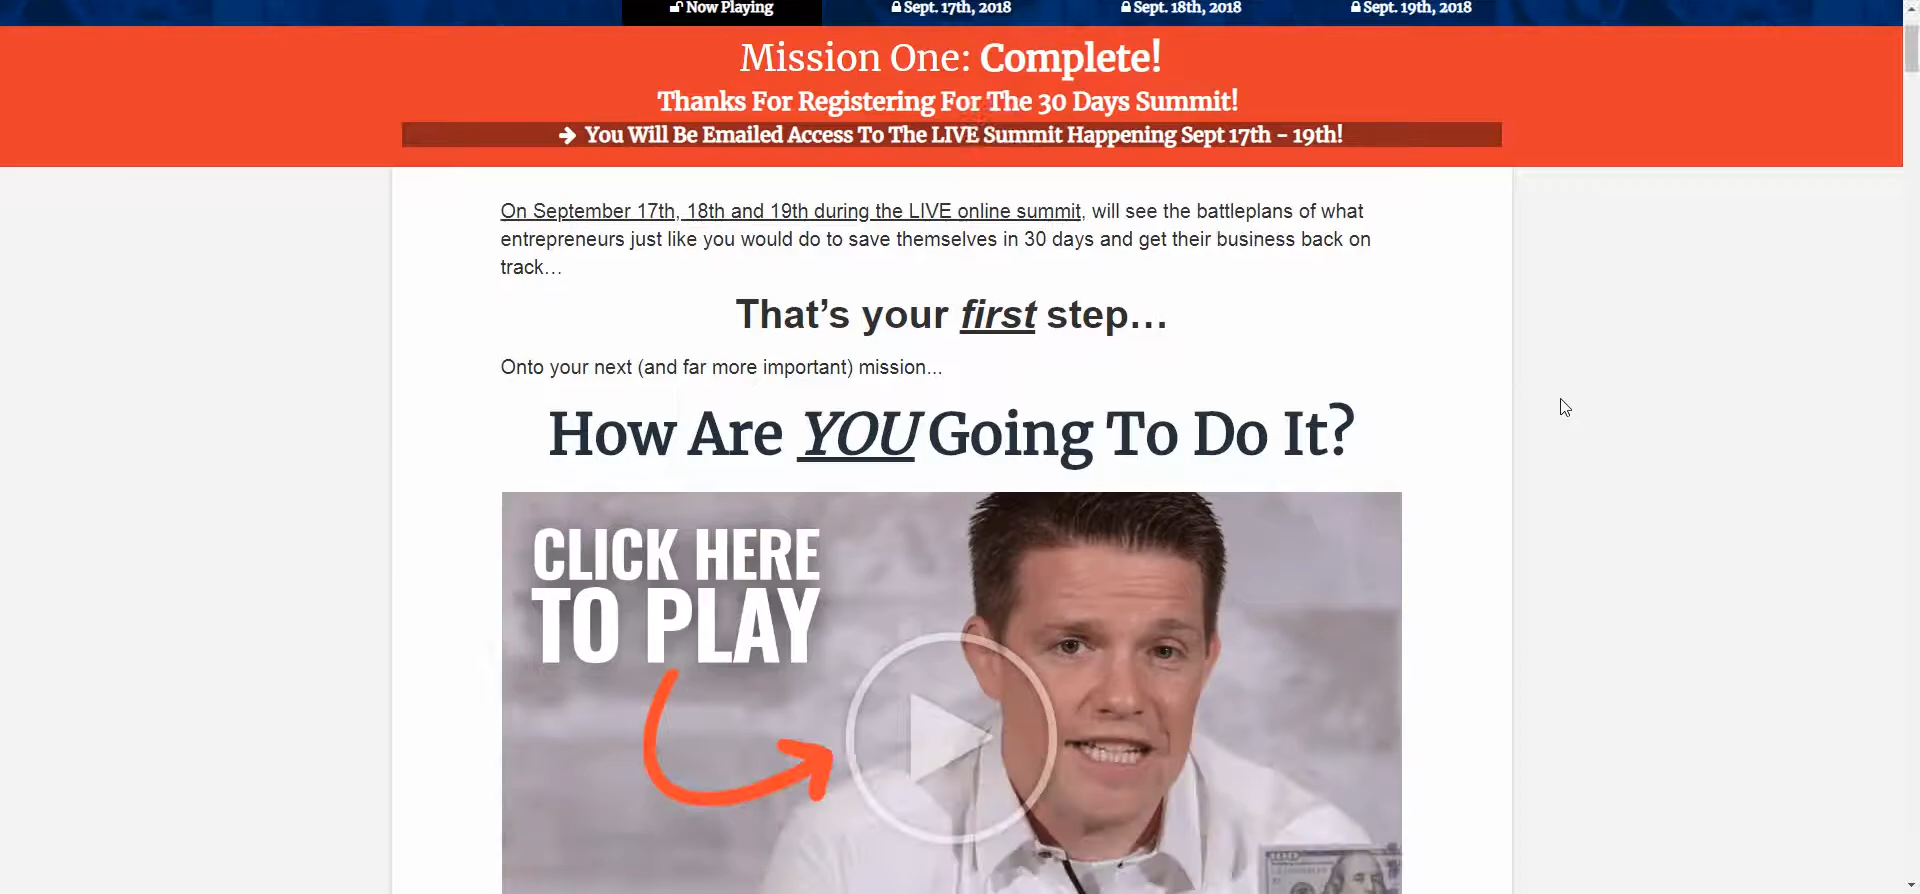 Now Playing
Sept. 17th, 2018
Sept. 18th, 2018
Sept. 19th, 2018
Mission One: Complete!
Thanks For Registering For The 30 Days Summit!
You Will Be Emailed Access To The LIVE Summit Happening Sept 17th - 19th!
On September 17th, 18th and 19th during the LIVE online summit, will see the battleplans of what
entrepreneurs just like you would do to save themselves in 30 days and get their business back on
track…
That’s your first step…
Onto your next (and far more important) mission...
How Are YOU Going To Do It?
CLICK HERE
TO PLAY
100